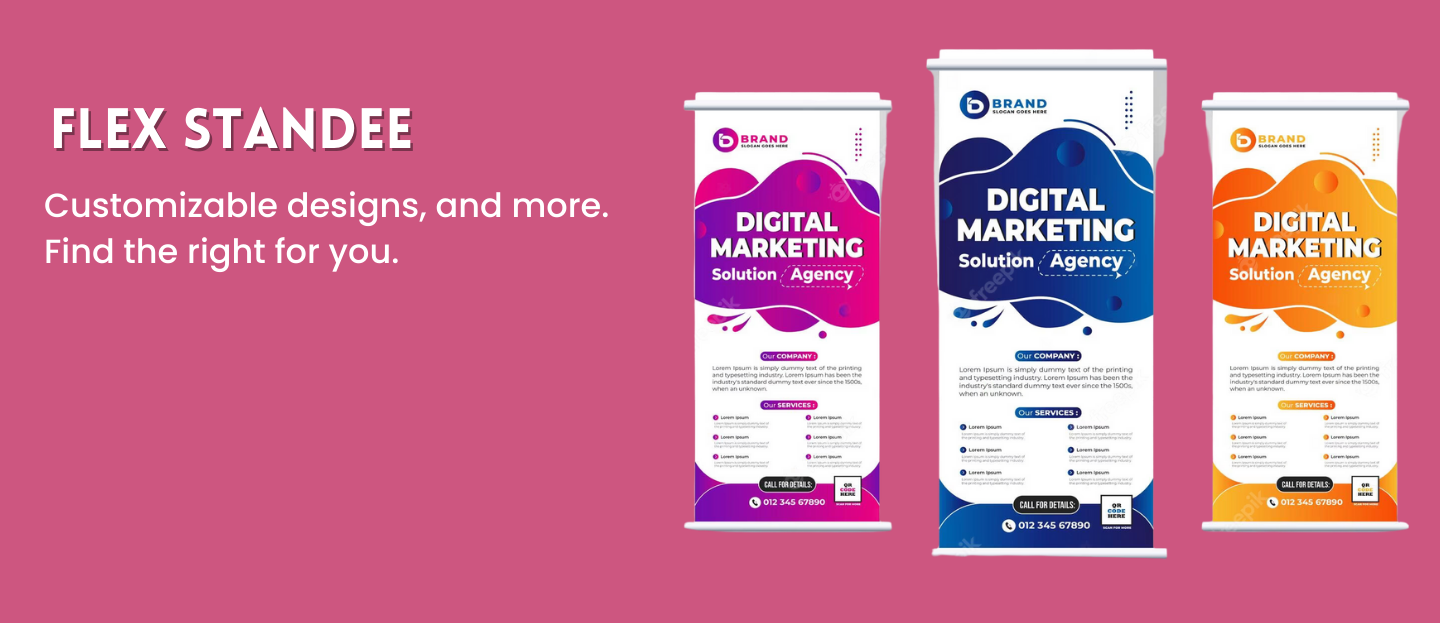 FLEX STANDEE
Customizable designs, and more.
Find the right for you.
BRAND
SLOGAN GOES HERE
DIGITAL
MARKETING
Solution Agency
Our COMPANY :
Lorem Ipsum is simply dummy text of the printing
and typesetting industry. Lorem Ipsum has been the
industry's standard dummy text ever since the 1500s,
when an unknown.
Our SERVICES :
Lorem Ipsum Lorem Ipsum
Lorem Ipsum Lorem Ipsum
Lorem Ipsum Lorem Ipsum
CALL FOR DETAILS:
012 345 67890
QR
CODE
HERE
SCAN FOR MORE
BRAND
SLOGAN GOES HERE
DIGITAL
MARKETING
Solution Agency
Our COMPANY :
Lorem Ipsum is simply dummy text of the printing
and typesetting industry. Lorem Ipsum has been the
industry's standard dummy text ever since the 1500s,
when an unknown.
Our SERVICES :
Lorem Ipsum Lorem Ipsum
Lorem Ipsum Lorem Ipsum
Lorem Ipsum Lorem Ipsum
CALL FOR DETAILS:
012 345 67890
QR
CODE
HERE
SCAN FOR MORE
BRAND
SLOGAN GOES HERE
DIGITAL
MARKETING
Solution Agency
Our COMPANY :
Lorem Ipsum is simply dummy text of the printing
and typesetting industry. Lorem Ipsum has been the
industry's standard dummy text ever since the 1500s,
when an unknown.
Our SERVICES :
Lorem Ipsum Lorem Ipsum
Lorem Ipsum Lorem Ipsum
Lorem Ipsum Lorem Ipsum
CALL FOR DETAILS:
012 345 67890
QR
CODE
HERE
SCAN FOR MORE